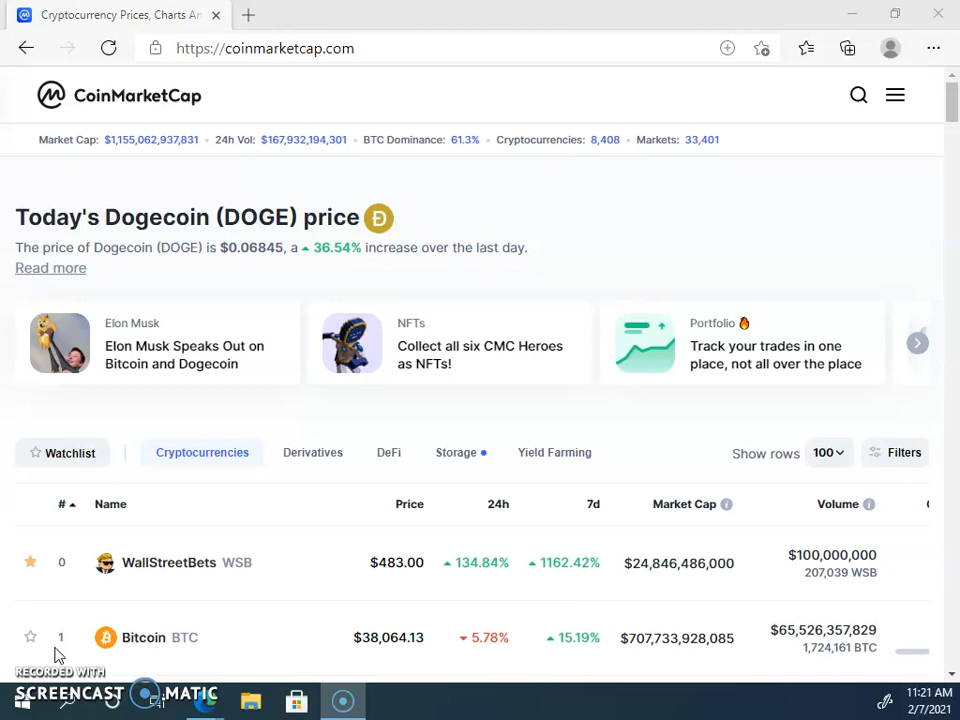 Cryptocurrency Prices, Charts An
https://coinmarketcap.com
CoinMarketCap
Market Cap: $1,155,062,937,831 • 24h Vol: $167,932,194,301 • BTC Dominance: 61.3% • Cryptocurrencies: 8,408 • Markets: 33,401
Today's Dogecoin (DOGE) price
The price of Dogecoin (DOGE) is $0.06845, a 36.54% increase over the last day.
Read more
Elon Musk
Elon Musk Speaks Out on
Bitcoin and Dogecoin
NFTs
Collect all six CMC Heroes
as NFTs!
Portfolio 🔥
Track your trades in one
place, not all over the place
Watchlist Cryptocurrencies Derivatives DeFi Storage Yield Farming Show rows 100 Filters
# Name Price 24h 7d Market Cap Volume
0 WallStreetBets WSB $483.00 134.84% 1162.42% $24,846,486,000 $100,000,000
207,039 WSB
1 Bitcoin BTC $38,064.13 5.78% 15.19% $707,733,928,085 $65,526,357,829
1,724,161 BTC
RECORDED WITH
SCREENCAST MATIC
11:21 AM
2/7/2021